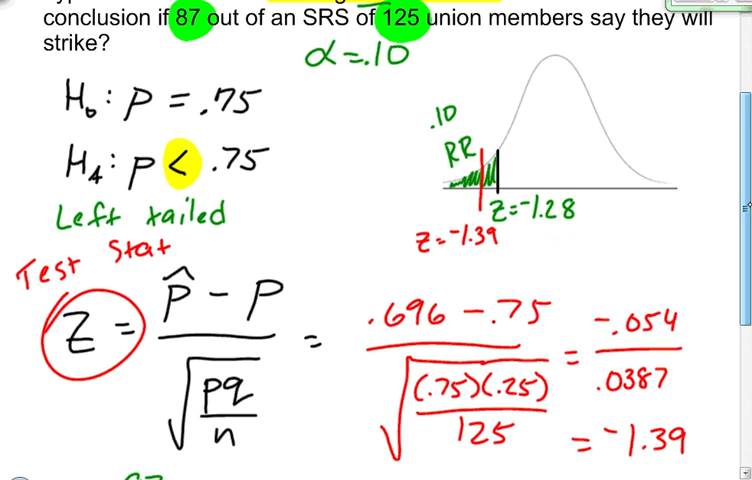 conclusion if 87 out of an SRS of 125 union members say they will
strike?
α = .10
H₀: p = .75
H_A: p < .75
Left tailed
.10
RR
Z = -1.28
Z = -1.39
Test Stat
Z = (p̂ - p) / √(pq/n) = (.696 - .75) / √((.75)(.25)/125) = -.054 / .0387
= -1.39